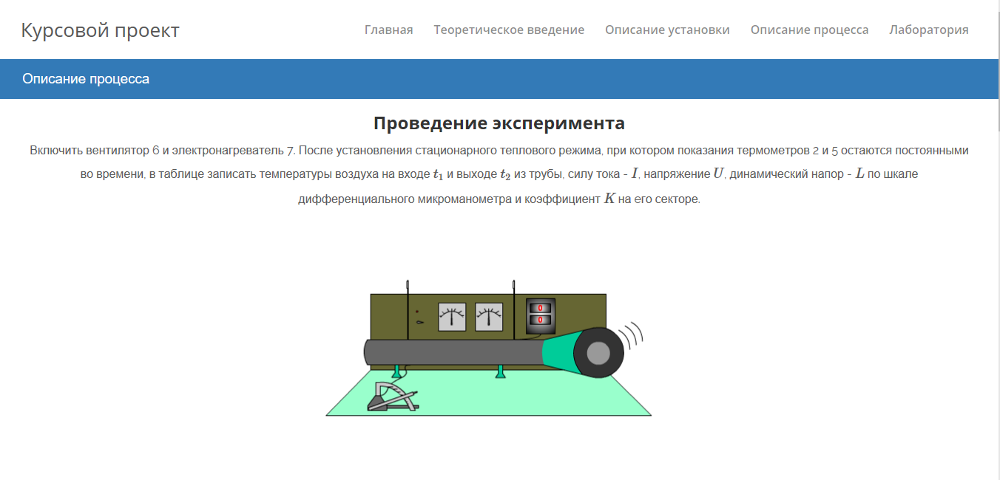 Курсовой проект
Главная Теоретическое введение Описание установки Описание процесса Лаборатория
Описание процесса
Проведение эксперимента
Включить вентилятор 6 и электронагреватель 7. После установления стационарного теплового режима, при котором показания термометров 2 и 5 остаются постоянными
во времени, в таблице записать температуры воздуха на входе t₁ и выходе t₂ из трубы, силу тока - I, напряжение U, динамический напор - L по шкале
дифференциального микроманометра и коэффициент K на его секторе.
0
0